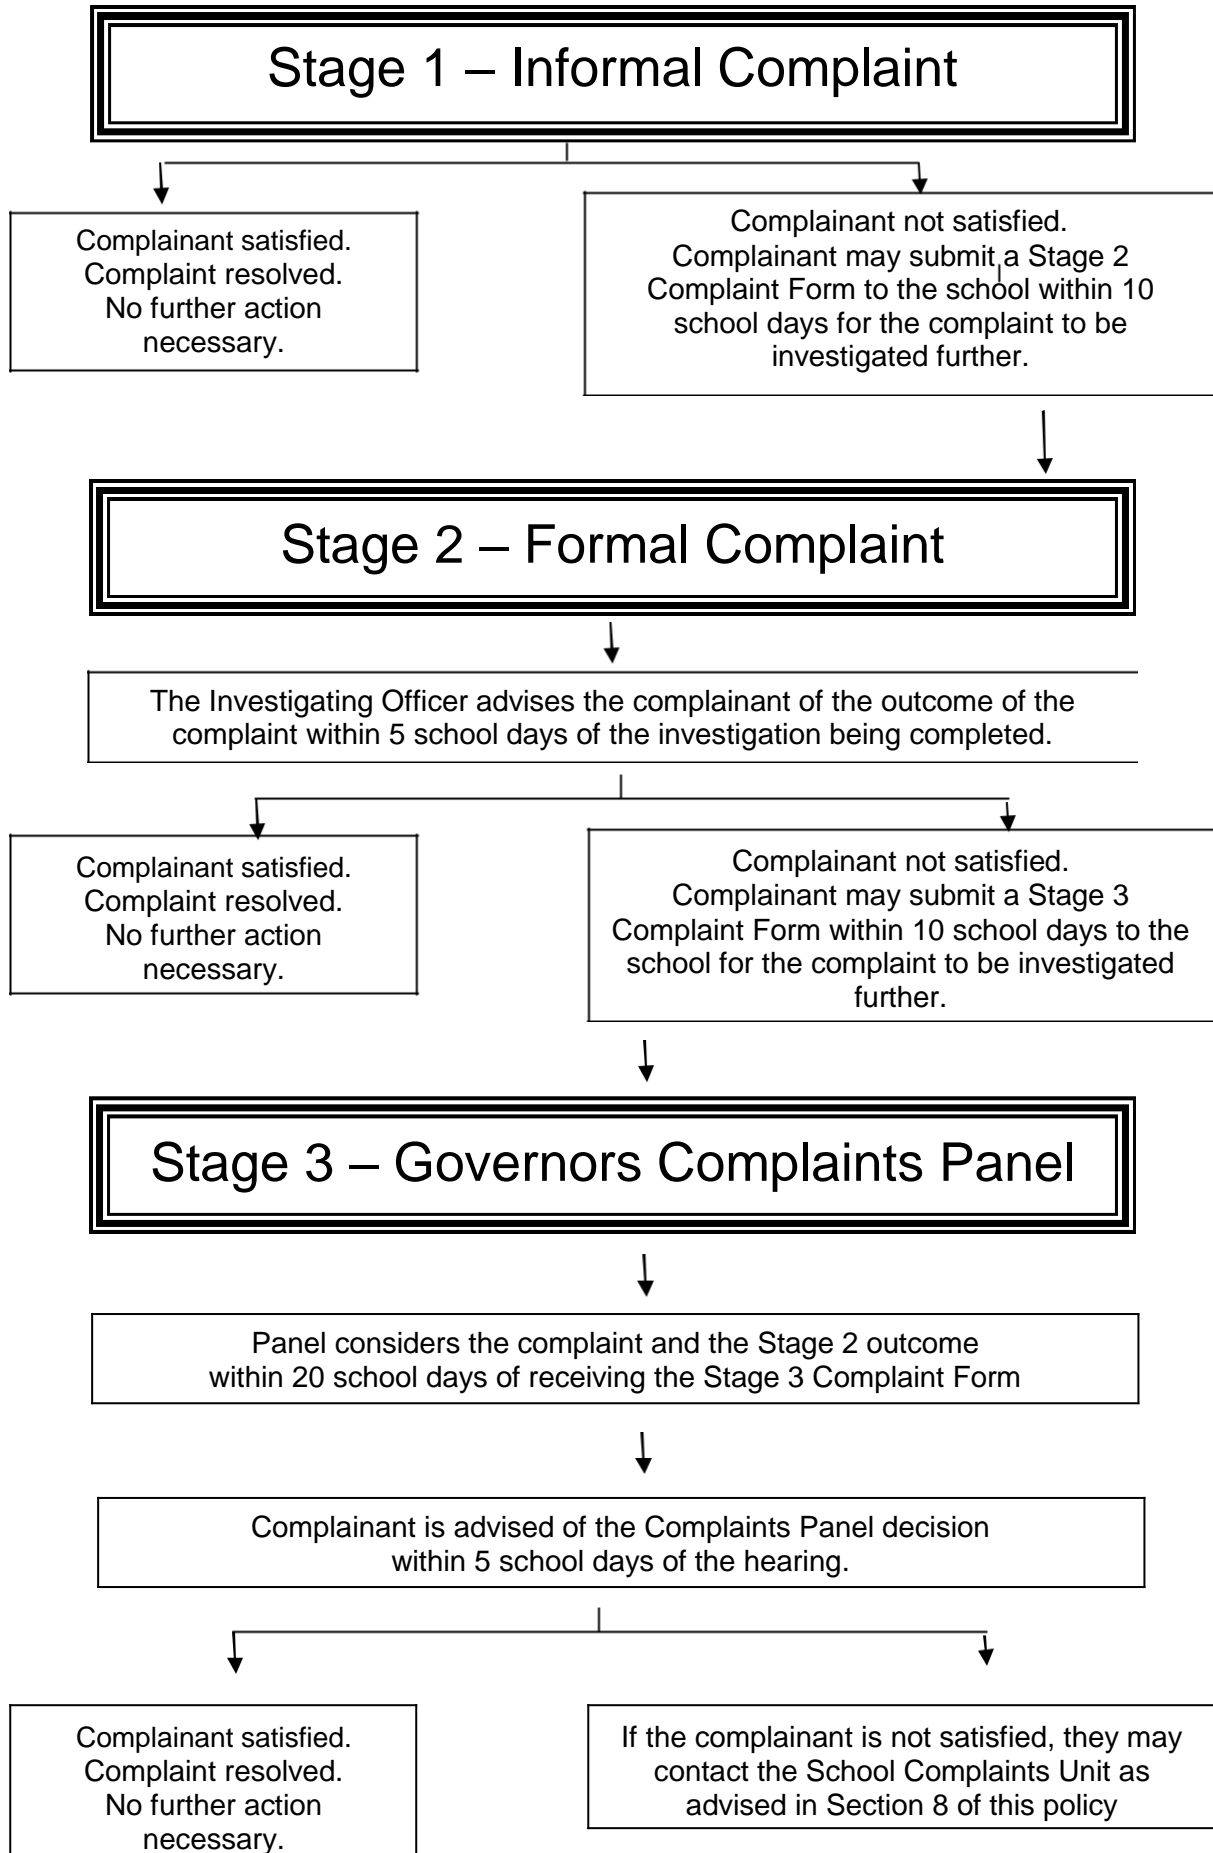 Stage 1 – Informal Complaint
Complainant satisfied.
Complaint resolved.
No further action
necessary.
Complainant not satisfied.
Complainant may submit a Stage 2
Complaint Form to the school within 10
school days for the complaint to be
investigated further.
Stage 2 – Formal Complaint
The Investigating Officer advises the complainant of the outcome of the
complaint within 5 school days of the investigation being completed.
Complainant satisfied.
Complaint resolved.
No further action
necessary.
Complainant not satisfied.
Complainant may submit a Stage 3
Complaint Form within 10 school days to the
school for the complaint to be investigated
further.
Stage 3 – Governors Complaints Panel
Panel considers the complaint and the Stage 2 outcome
within 20 school days of receiving the Stage 3 Complaint Form
Complainant is advised of the Complaints Panel decision
within 5 school days of the hearing.
Complainant satisfied.
Complaint resolved.
No further action
necessary.
If the complainant is not satisfied, they may
contact the School Complaints Unit as
advised in Section 8 of this policy